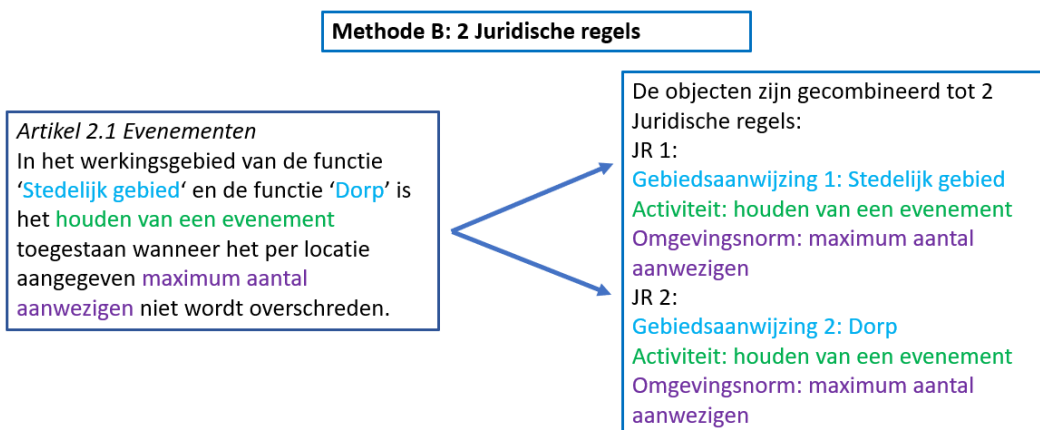 Methode B: 2 Juridische regels
Artikel 2.1 Evenementen
In het werkingsgebied van de functie
‘Stedelijk gebied‘ en de functie ‘Dorp’ is
het houden van een evenement
toegestaan wanneer het per locatie
aangegeven maximum aantal
aanwezigen niet wordt overschreden.
De objecten zijn gecombineerd tot 2
Juridische regels:
JR 1:
Gebiedsaanwijzing 1: Stedelijk gebied
Activiteit: houden van een evenement
Omgevingsnorm: maximum aantal
aanwezigen
JR 2:
Gebiedsaanwijzing 2: Dorp
Activiteit: houden van een evenement
Omgevingsnorm: maximum aantal
aanwezigen